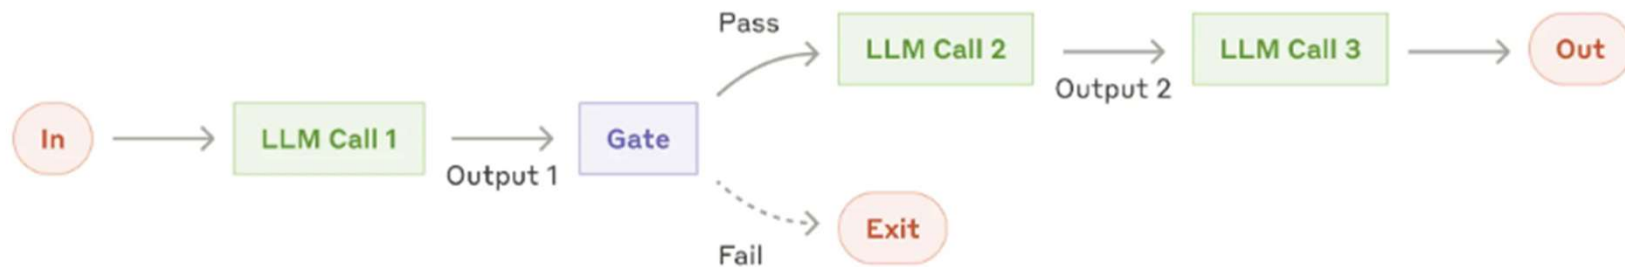 In
LLM Call 1
Output 1
Gate
Pass
LLM Call 2
Output 2
LLM Call 3
Out
Fail
Exit